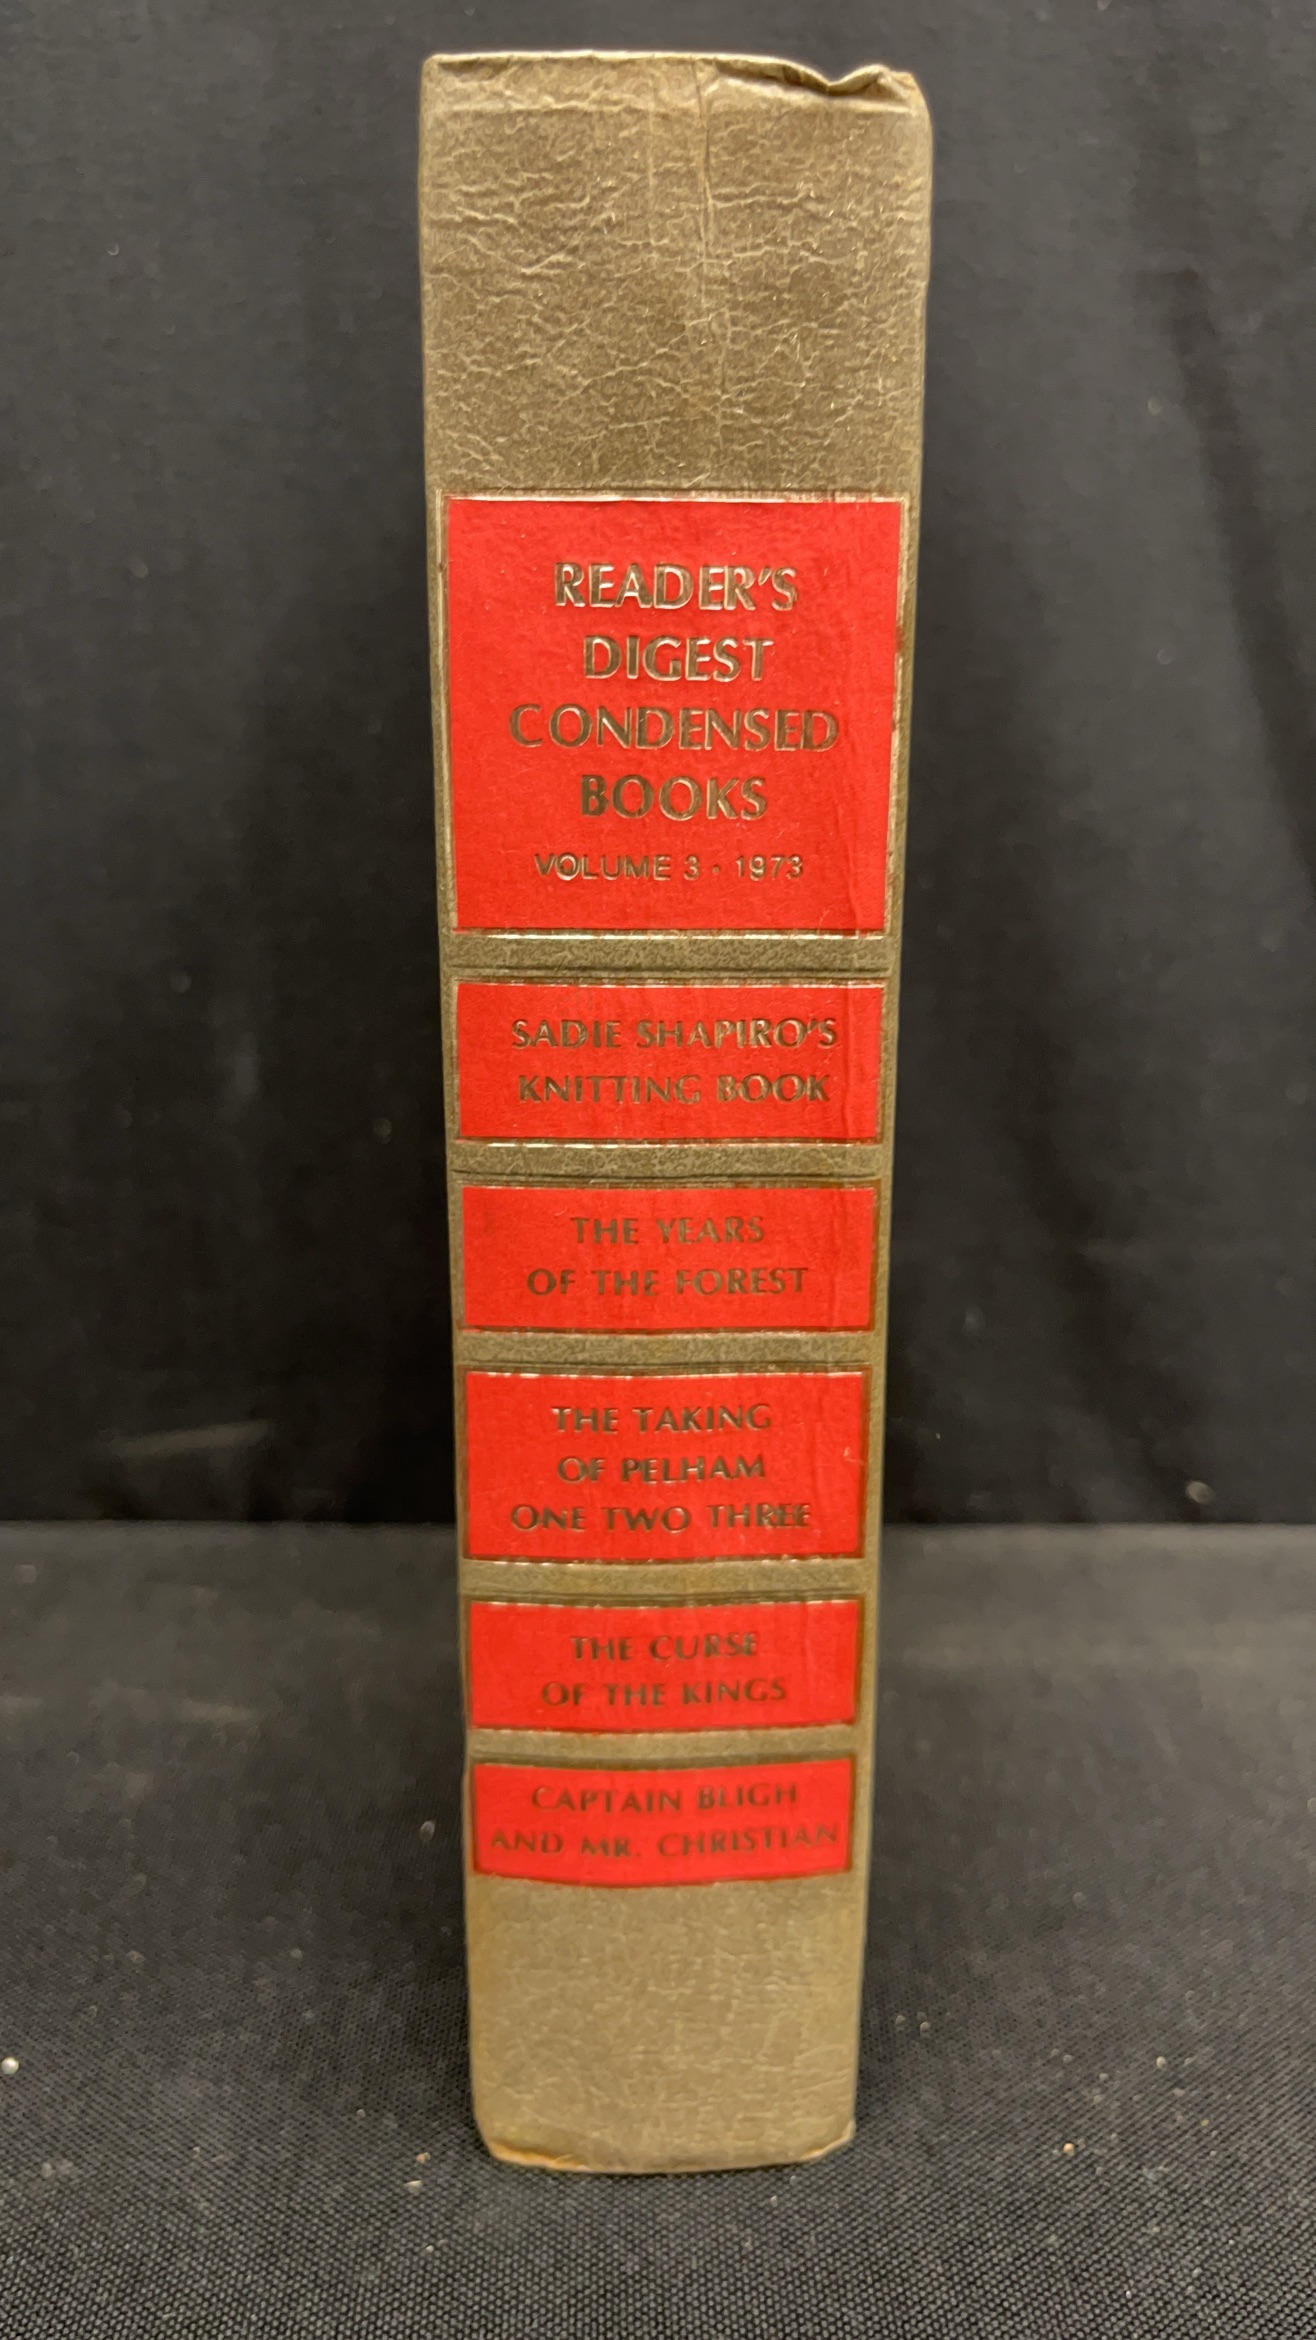 READER'S
DIGEST
CONDENSED
BOOKS
VOLUME 3 • 1973
SADIE SHAPIRO'S
KNITTING BOOK
THE YEARS
OF THE FOREST
THE TAKING
OF PELHAM
ONE TWO THREE
THE CURSE
OF THE KINGS
CAPTAIN BLIGH
AND MR. CHRISTIAN